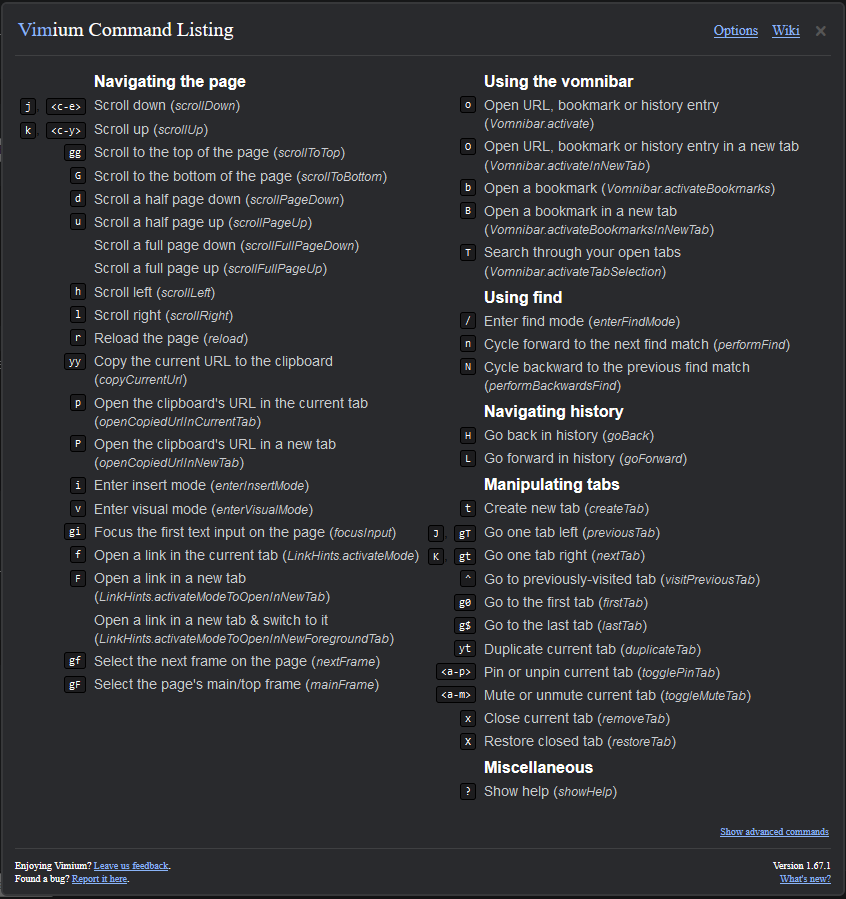 Vimium Command Listing
Options Wiki ×
Navigating the page
j, <c-e> Scroll down (scrollDown)
k, <c-y> Scroll up (scrollUp)
gg Scroll to the top of the page (scrollToTop)
G Scroll to the bottom of the page (scrollToBottom)
d Scroll a half page down (scrollPageDown)
u Scroll a half page up (scrollPageUp)
Scroll a full page down (scrollFullPageDown)
Scroll a full page up (scrollFullPageUp)
h Scroll left (scrollLeft)
l Scroll right (scrollRight)
r Reload the page (reload)
yy Copy the current URL to the clipboard
(copyCurrentUrl)
p Open the clipboard's URL in the current tab
(openCopiedUrlInCurrentTab)
P Open the clipboard's URL in a new tab
(openCopiedUrlInNewTab)
i Enter insert mode (enterInsertMode)
v Enter visual mode (enterVisualMode)
gi Focus the first text input on the page (focusInput)
f Open a link in the current tab (LinkHints.activateMode)
F Open a link in a new tab
(LinkHints.activateModeToOpenInNewTab)
Open a link in a new tab & switch to it
(LinkHints.activateModeToOpenInNewForegroundTab)
gf Select the next frame on the page (nextFrame)
gF Select the page's main/top frame (mainFrame)
Using the vomnibar
o Open URL, bookmark or history entry
(Vomnibar.activate)
O Open URL, bookmark or history entry in a new tab
(Vomnibar.activateInNewTab)
b Open a bookmark (Vomnibar.activateBookmarks)
B Open a bookmark in a new tab
(Vomnibar.activateBookmarksInNewTab)
T Search through your open tabs
(Vomnibar.activateTabSelection)
Using find
/ Enter find mode (enterFindMode)
n Cycle forward to the next find match (performFind)
N Cycle backward to the previous find match
(performBackwardsFind)
Navigating history
H Go back in history (goBack)
L Go forward in history (goForward)
Manipulating tabs
t Create new tab (createTab)
J, gT Go one tab left (previousTab)
K, gt Go one tab right (nextTab)
^ Go to previously-visited tab (visitPreviousTab)
g0 Go to the first tab (firstTab)
g$ Go to the last tab (lastTab)
yt Duplicate current tab (duplicateTab)
<a-p> Pin or unpin current tab (togglePinTab)
<a-m> Mute or unmute current tab (toggleMuteTab)
x Close current tab (removeTab)
X Restore closed tab (restoreTab)
Miscellaneous
? Show help (showHelp)
Show advanced commands
Enjoying Vimium? Leave us feedback.
Found a bug? Report it here.
Version 1.67.1
What's new?